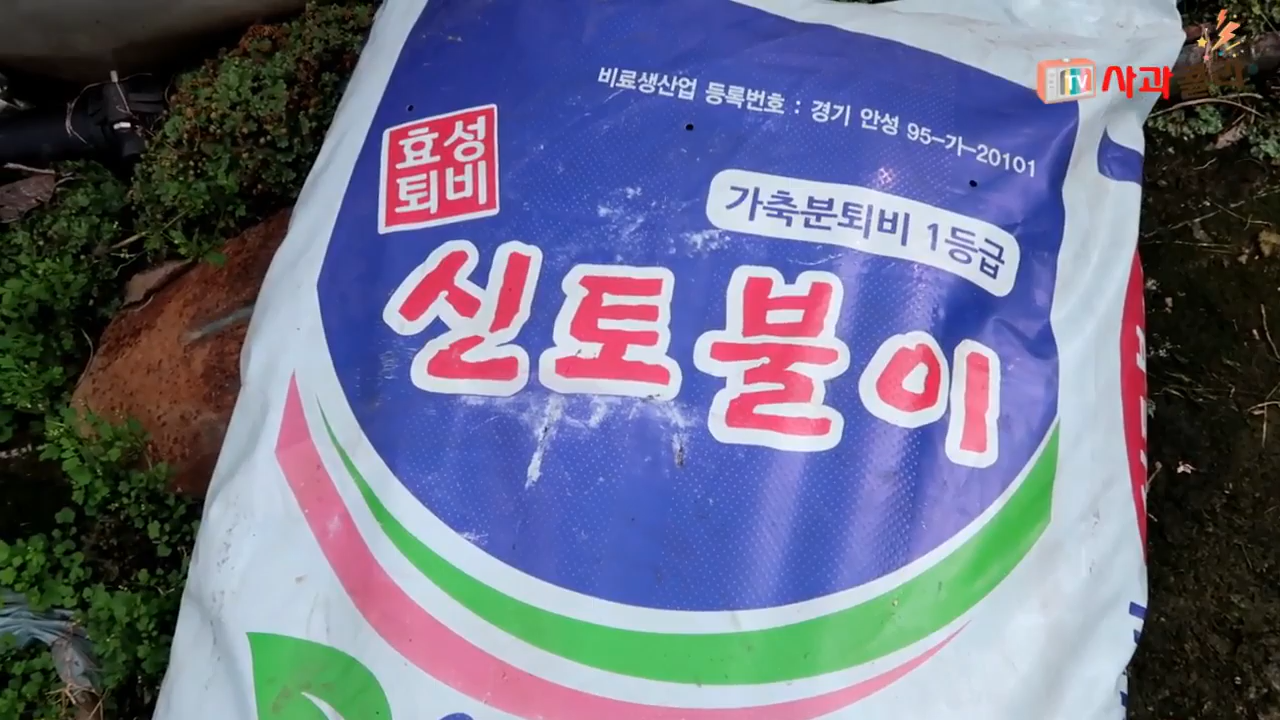 TV 사과
비료생산업 등록번호 : 경기 안성 95-가-20101
효성
퇴비
가축분퇴비 1등급
신토불이